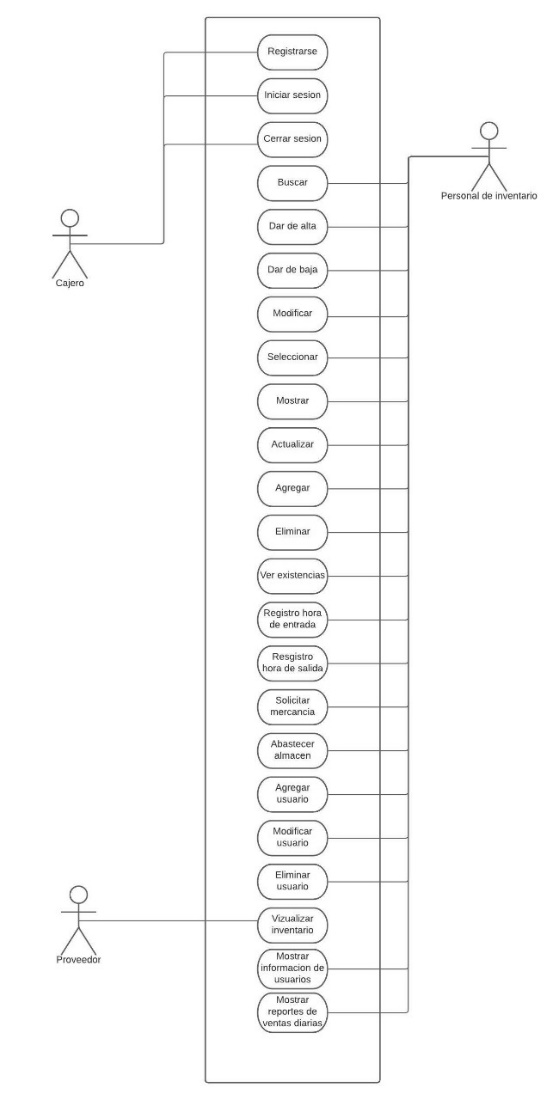 Registrarse
Iniciar sesion
Cerrar sesion
Buscar
Personal de inventario
Dar de alta
Cajero
Dar de baja
Modificar
Seleccionar
Mostrar
Actualizar
Agregar
Eliminar
Ver existencias
Registro hora
de entrada
Resgistro
hora de salida
Solicitar
mercancia
Abastecer
almacen
Agregar
usuario
Modificar
usuario
Eliminar
usuario
Vizualizar
inventario
Proveedor
Mostrar
informacion de
usuarios
Mostrar
reportes de
ventas diarias